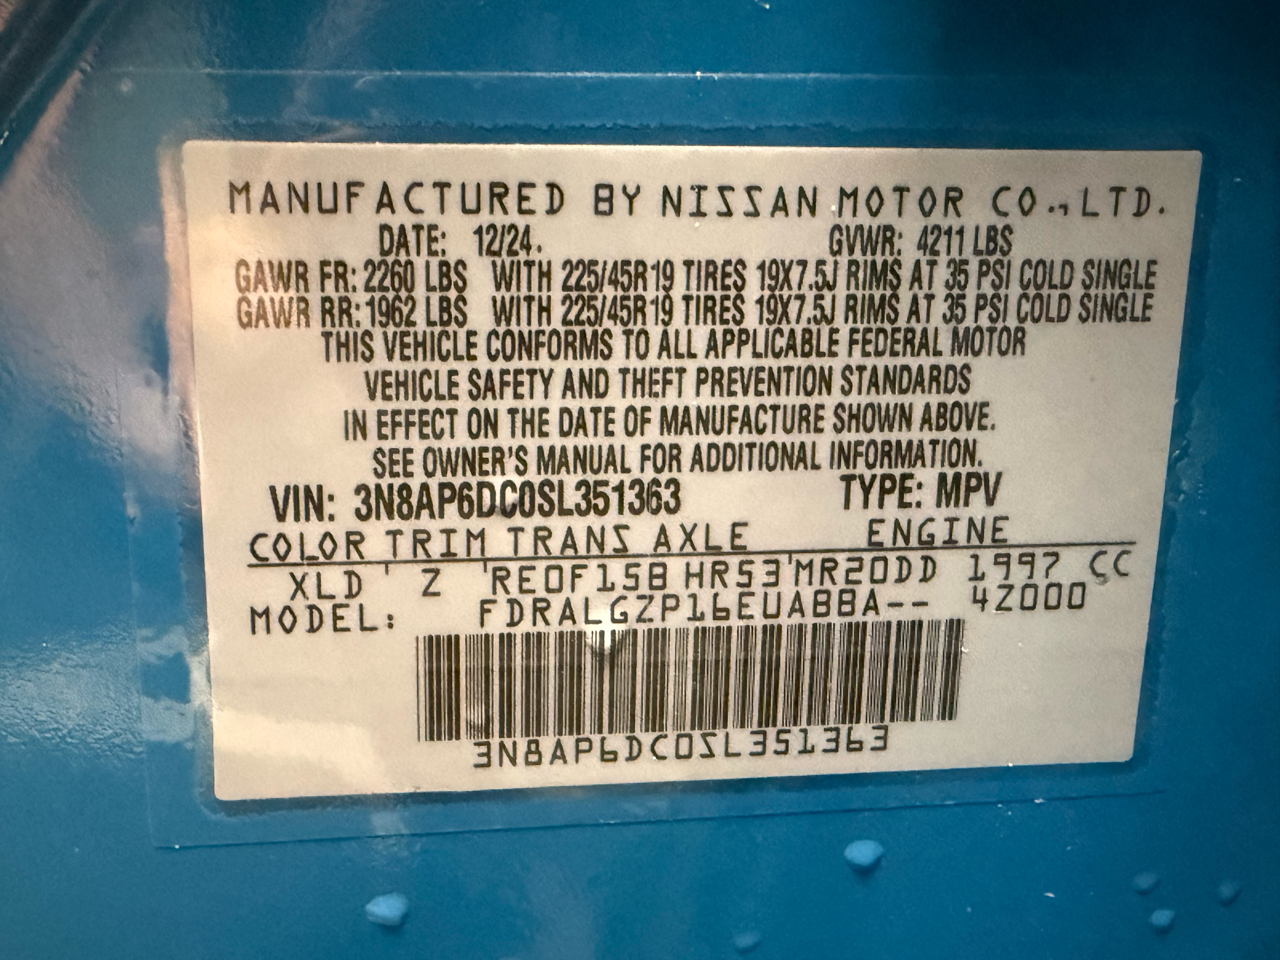 MANUFACTURED BY NISSAN MOTOR CO., LTD.
DATE: 12/24. GVWR: 4211 LBS
GAWR FR: 2260 LBS WITH 225/45R19 TIRES 19X7.5J RIMS AT 35 PSI COLD SINGLE
GAWR RR: 1962 LBS WITH 225/45R19 TIRES 19X7.5J RIMS AT 35 PSI COLD SINGLE
THIS VEHICLE CONFORMS TO ALL APPLICABLE FEDERAL MOTOR
VEHICLE SAFETY AND THEFT PREVENTION STANDARDS
IN EFFECT ON THE DATE OF MANUFACTURE SHOWN ABOVE.
SEE OWNER'S MANUAL FOR ADDITIONAL INFORMATION.
VIN: 3N8AP6DC0SL351363 TYPE: MPV
COLOR TRIM TRANS AXLE ENGINE
XLD Z RE0F15B HR53 MR20DD 1997 CC
MODEL: FDRALGZP16EUABBA-- 4Z000
3N8AP6DC0SL351363